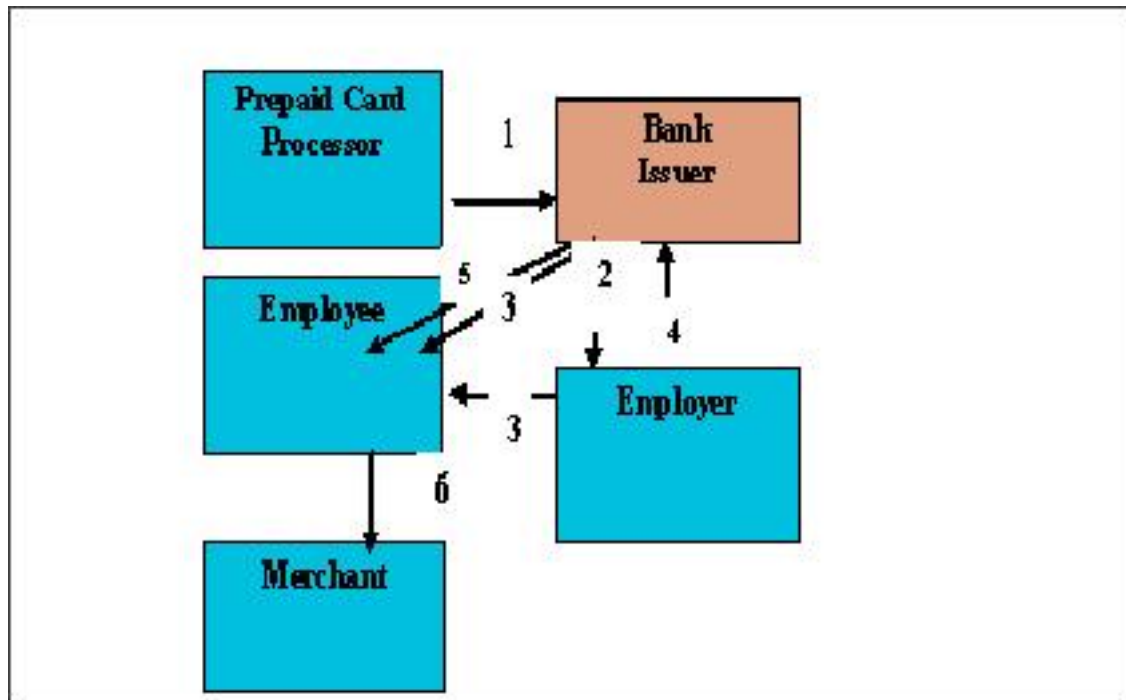 Prepaid Card
Processor
1
Bank
Issuer
5
3
2
4
Employee
3
Employer
6
Merchant